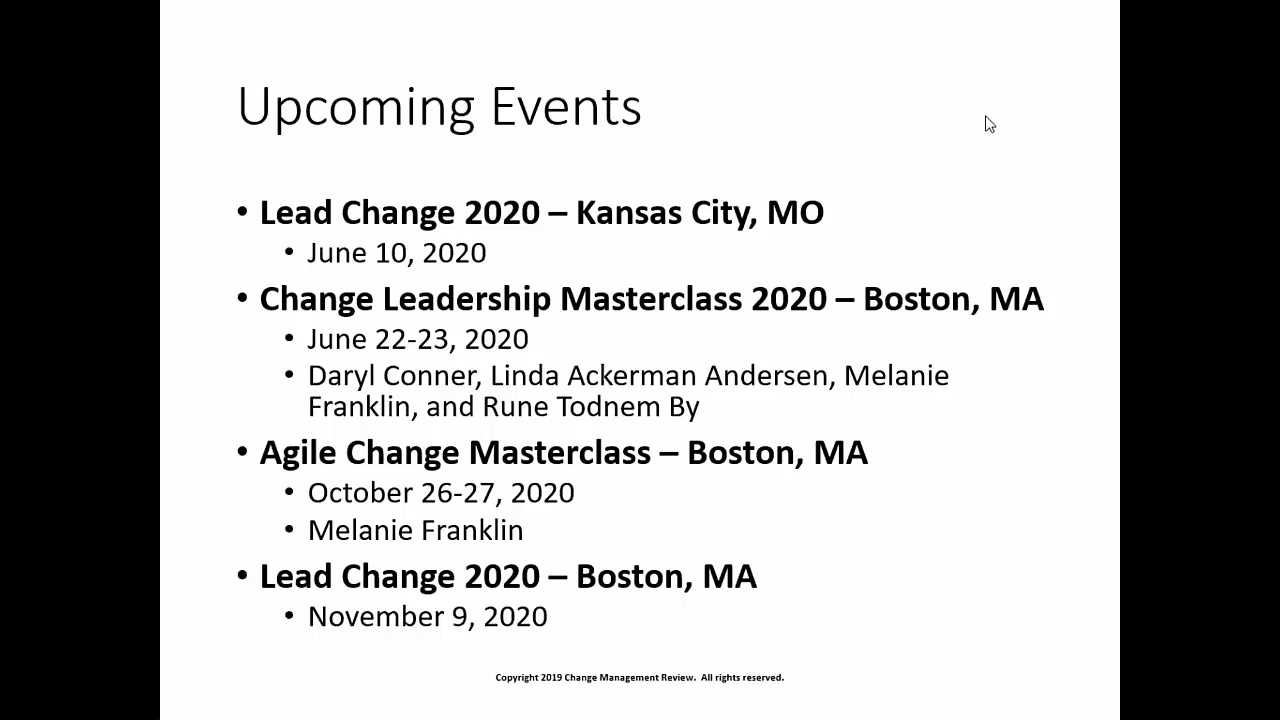 Upcoming Events
• Lead Change 2020 – Kansas City, MO
• June 10, 2020
• Change Leadership Masterclass 2020 – Boston, MA
• June 22-23, 2020
• Daryl Conner, Linda Ackerman Andersen, Melanie
Franklin, and Rune Todnem By
• Agile Change Masterclass – Boston, MA
• October 26-27, 2020
• Melanie Franklin
• Lead Change 2020 – Boston, MA
• November 9, 2020
Copyright 2019 Change Management Review. All rights reserved.